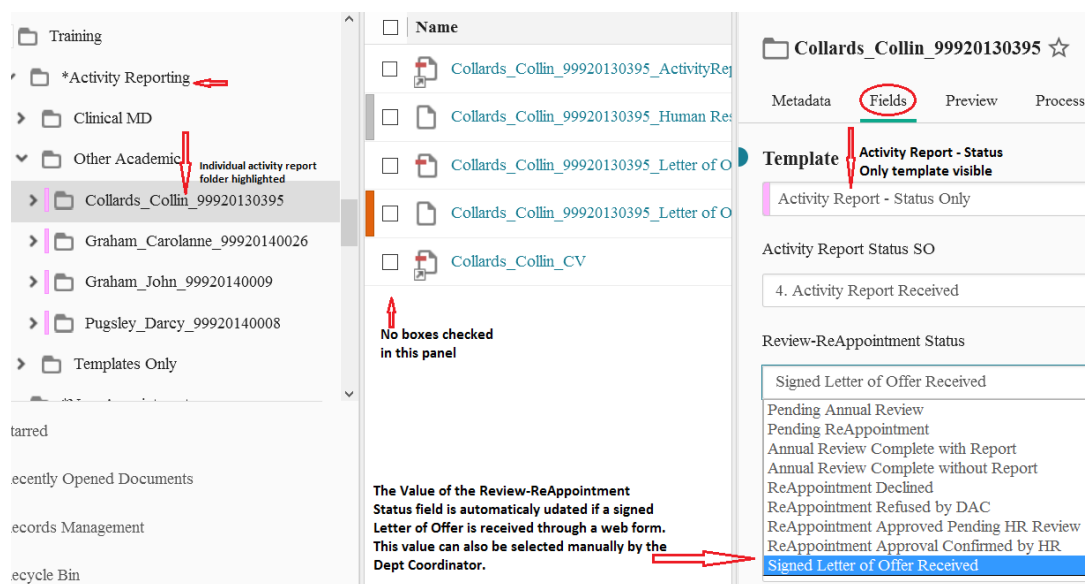 Training
*Activity Reporting
Clinical MD
Other Academic
Individual activity report
folder highlighted
Collards_Collin_99920130395
Graham_Carolanne_99920140026
Graham_John_99920140009
Pugsley_Darcy_99920140008
Templates Only
tarred
ecently Opened Documents
ecords Management
ecycle Bin
Name
Collards_Collin_99920130395_ActivityRep
Collards_Collin_99920130395_Human Res
Collards_Collin_99920130395_Letter of O
Collards_Collin_99920130395_Letter of O
Collards_Collin_CV
No boxes checked
in this panel
The Value of the Review-ReAppointment
Status field is automaticaly udated if a signed
Letter of Offer is received through a web form.
This value can also be selected manually by the
Dept Coordinator.
Collards_Collin_99920130395
Metadata Fields Preview Process
Template
Activity Report - Status
Only template visible
Activity Report - Status Only
Activity Report Status SO
4. Activity Report Received
Review-ReAppointment Status
Signed Letter of Offer Received
Pending Annual Review
Pending ReAppointment
Annual Review Complete with Report
Annual Review Complete without Report
ReAppointment Declined
ReAppointment Refused by DAC
ReAppointment Approved Pending HR Review
ReAppointment Approval Confirmed by HR
Signed Letter of Offer Received